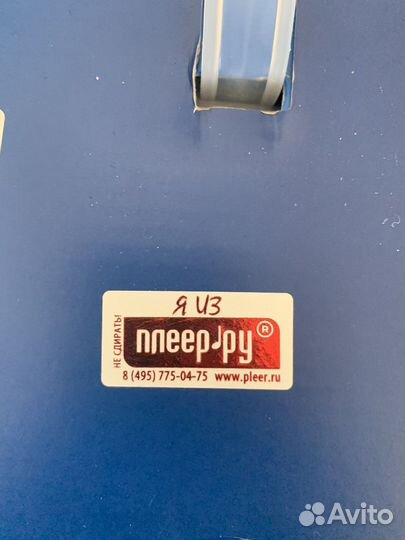 Я ИЗ
НЕ СДИРАТЬ!
ПЛЕЕР.РУ ®
8 (495) 775-04-75 www.pleer.ru
Avito